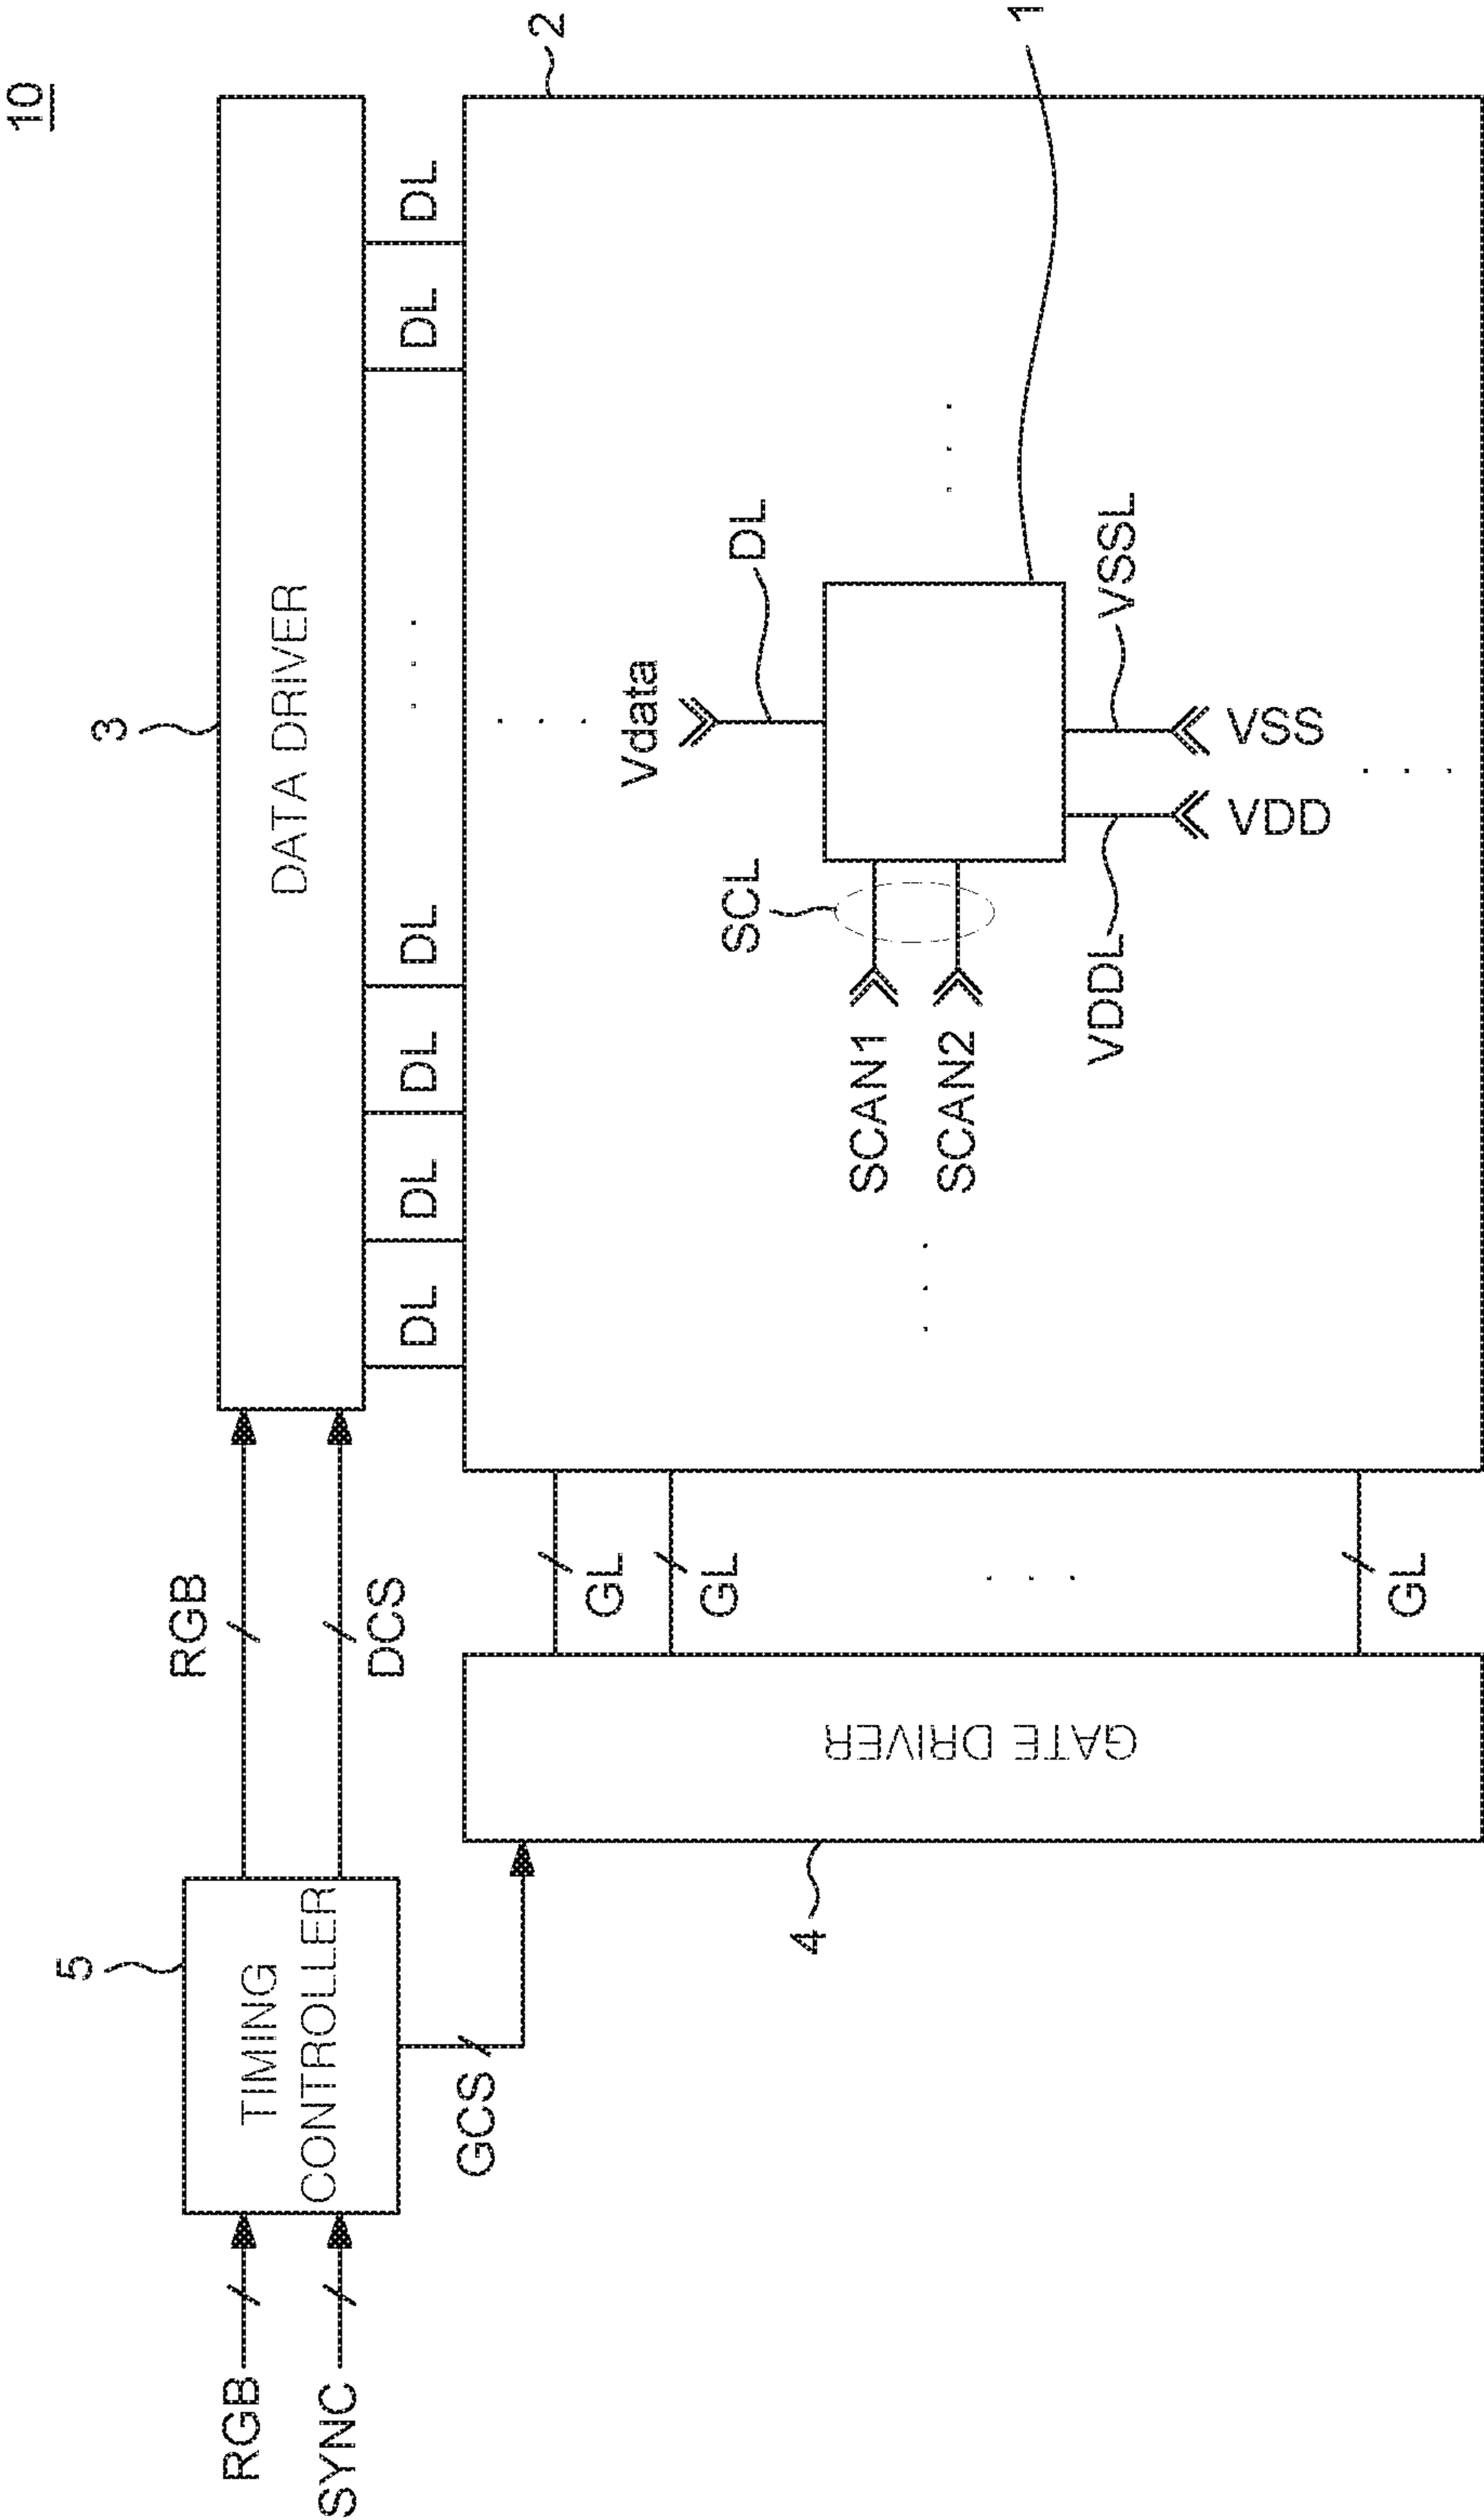 10
5
3
RGB
SYNC
TIMING
CONTROLLER
RGB
DCS
DATA DRIVER
GCS
DL
DL
DL
DL
. . .
DL
DL
2
4
GATE DRIVER
GL
GL
GL
Vdata
DL
SCL
SCAN1
SCAN2
VDDL
VSSL
VDD
VSS
1